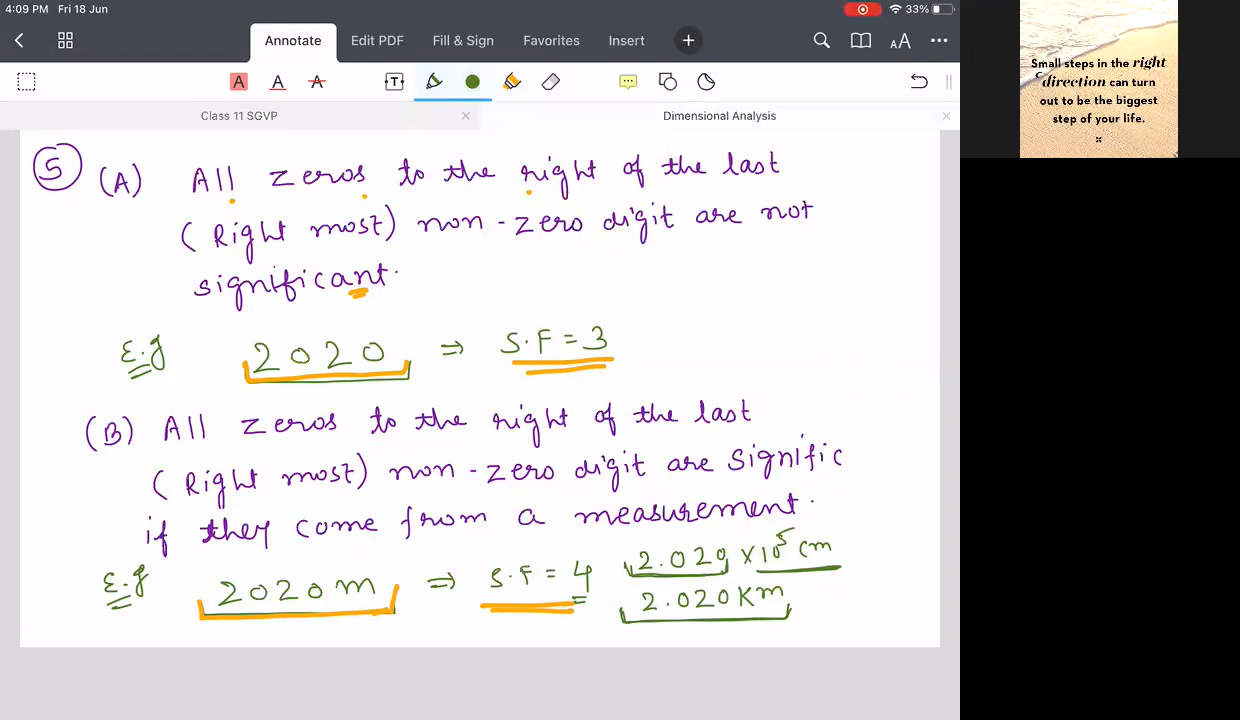 4:09 PM Fri 18 Jun
33%
Annotate Edit PDF Fill & Sign Favorites Insert
Class 11 SGVP
Dimensional Analysis
5 (A) All zeros to the right of the last
(Right most) non-zero digit are not
significant.
E.g 2020 ⇒ S.F = 3
(B) All zeros to the right of the last
(Right most) non-zero digit are signific
if they come from a measurement.
E.g 2020 m ⇒ S.F = 4 2.020 × 10⁵ cm
2.020 Km
Small steps in the right
direction can turn
out to be the biggest
step of your life.